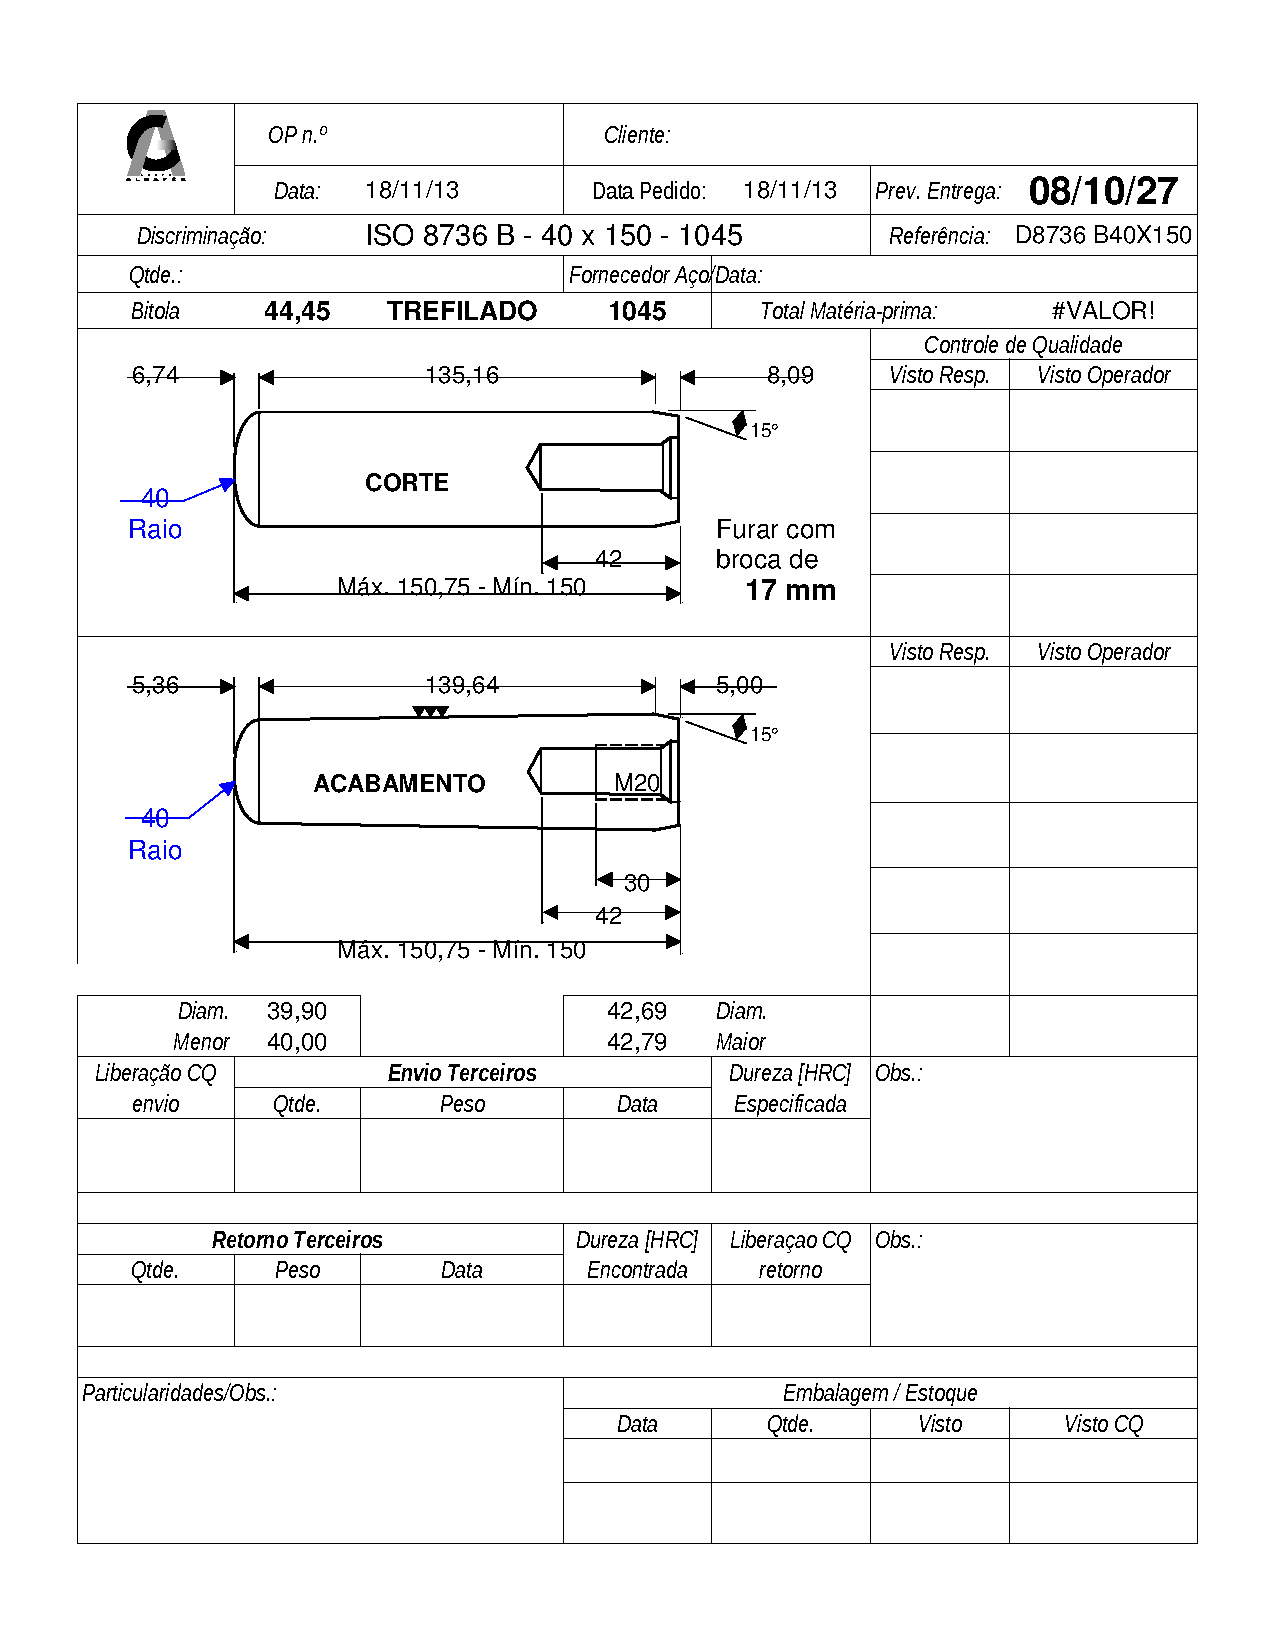 OP n.º Cliente:
Data: 18/11/13 Data Pedido: 18/11/13 Prev. Entrega: 08/10/27
Discriminação: ISO 8736 B - 40 x 150 - 1045 Referência: D8736 B40X150
Qtde.: Fornecedor Aço/Data:
Bitola 44,45 TREFILADO 1045 Total Matéria-prima: #VALOR!
Controle de Qualidade
6,74 135,16 8,09 Visto Resp. Visto Operador
15°
CORTE
40
Raio Furar com
42 broca de
Máx. 150,75 - Mín. 150 17 mm
Visto Resp. Visto Operador
5,36 139,64 5,00
15°
ACABAMENTO M20
40
Raio
30
42
Máx. 150,75 - Mín. 150
Diam. 39,90 42,69 Diam.
Menor 40,00 42,79 Maior
Liberação CQ Envio Terceiros Dureza [HRC] Obs.:
envio Qtde. Peso Data Especificada
Retorno Terceiros Dureza [HRC] Liberaçao CQ Obs.:
Qtde. Peso Data Encontrada retorno
Particularidades/Obs.: Embalagem / Estoque
Data Qtde. Visto Visto CQ